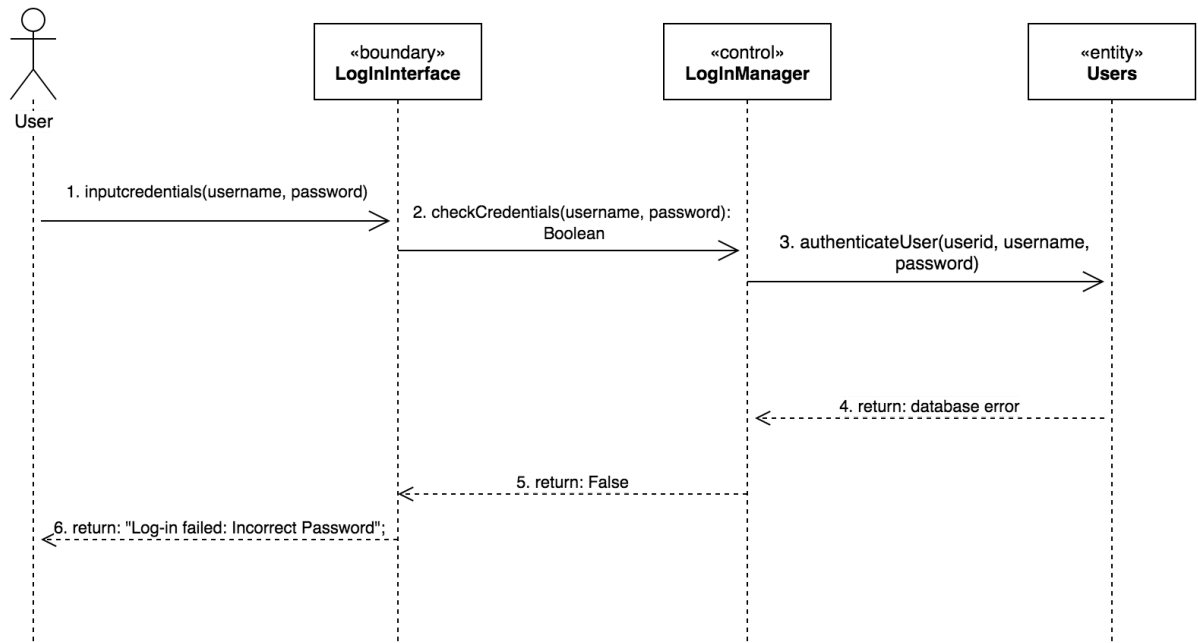 «boundary»
LogInInterface
«control»
LogInManager
«entity»
Users
User
1. inputcredentials(username, password)
2. checkCredentials(username, password):
Boolean
3. authenticateUser(userid, username,
password)
4. return: database error
5. return: False
6. return: "Log-in failed: Incorrect Password";